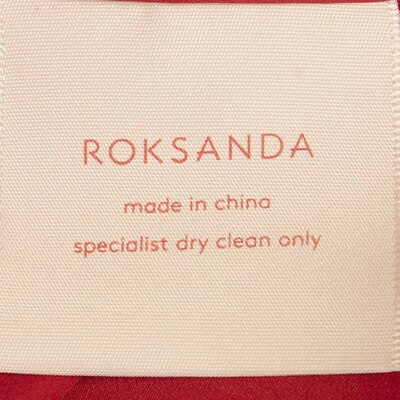 ROKSANDA
made in china
specialist dry clean only